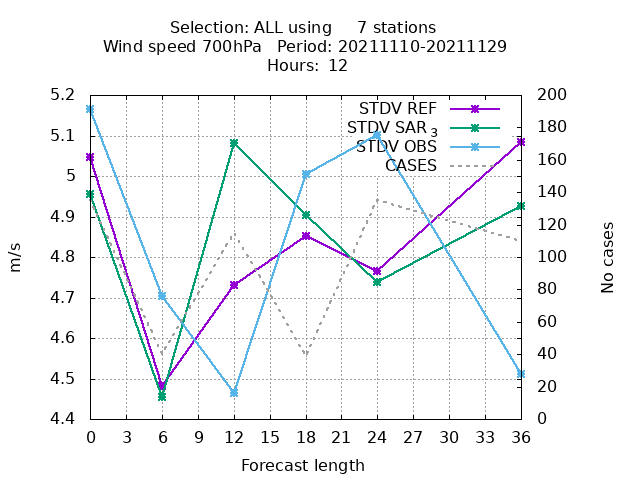 Selection: ALL using     7 stations
Wind speed 700hPa   Period: 20211110-20211129
Hours:  12
5.2
5.1
5
4.9
4.8
4.7
4.6
4.5
4.4
m/s
STDV REF
STDV SAR₃
STDV OBS
CASES
200
180
160
140
120
100
80
60
40
20
0
No cases
0 3 6 9 12 15 18 21 24 27 30 33 36
Forecast length